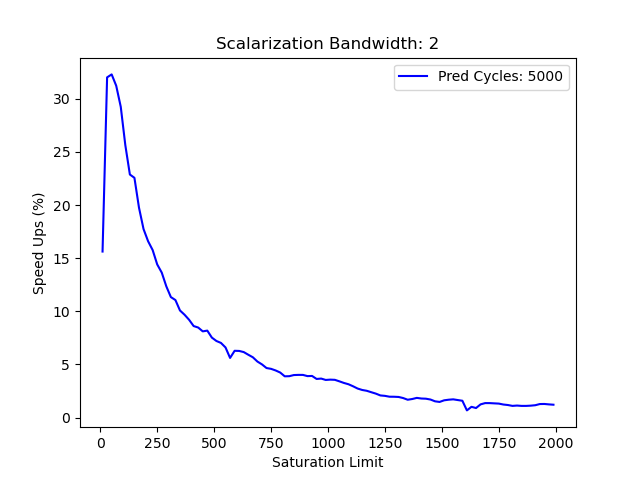 Scalarization Bandwidth: 2
Pred Cycles: 5000
Speed Ups (%)
30
25
20
15
10
5
0
0 250 500 750 1000 1250 1500 1750 2000
Saturation Limit